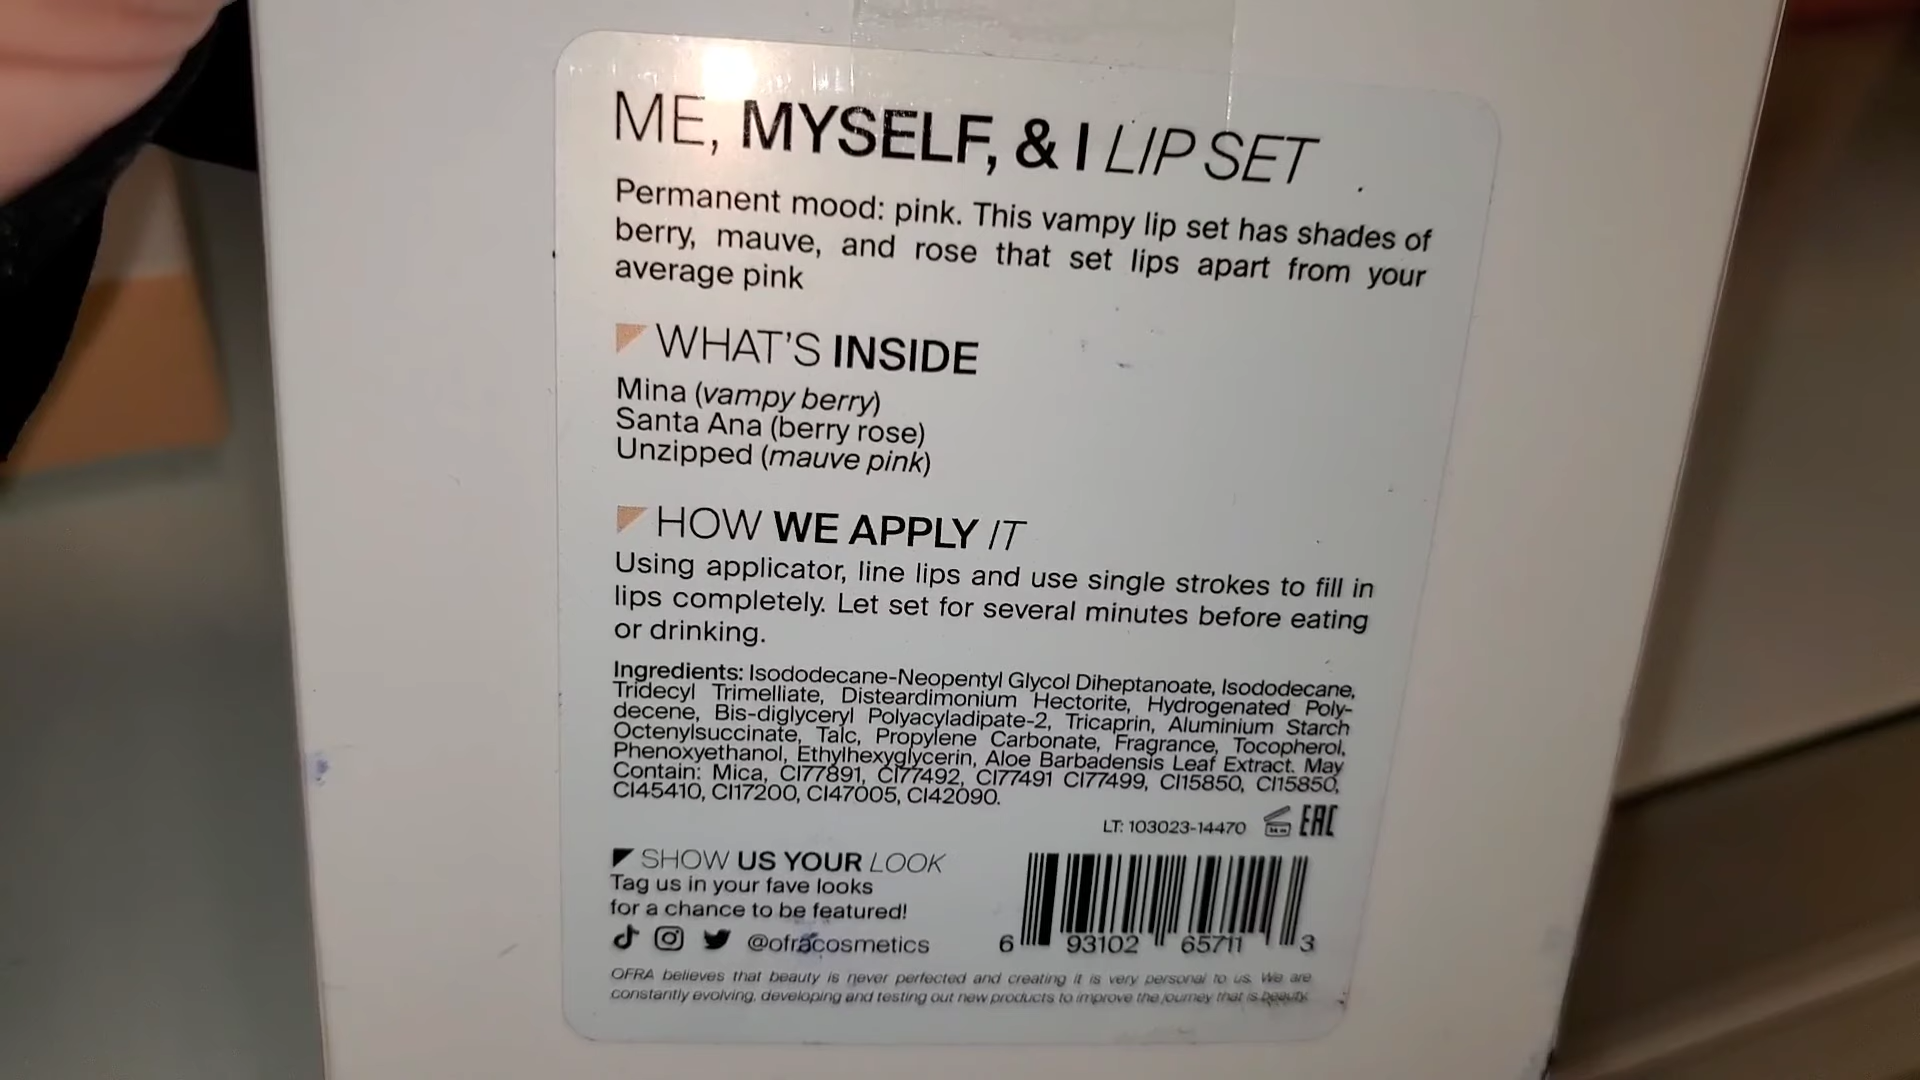 ME, MYSELF, & I LIP SET
Permanent mood: pink. This vampy lip set has shades of
berry, mauve, and rose that set lips apart from your
average pink
WHAT'S INSIDE
Mina (vampy berry)
Santa Ana (berry rose)
Unzipped (mauve pink)
HOW WE APPLY IT
Using applicator, line lips and use single strokes to fill in
lips completely. Let set for several minutes before eating
or drinking.
Ingredients: Isododecane-Neopentyl Glycol Diheptanoate, Isododecane,
Tridecyl Trimelliate, Disteardimonium Hectorite, Hydrogenated Poly-
decene, Bis-diglyceryl Polyacyladipate-2, Tricaprin, Aluminium Starch
Octenylsuccinate, Talc, Propylene Carbonate, Fragrance, Tocopherol,
Phenoxyethanol, Ethylhexyglycerin, Aloe Barbadensis Leaf Extract. May
Contain: Mica, CI77891, CI77492, CI77491 CI77499, CI15850, CI15850,
CI45410, CI17200, CI47005, CI42090.
LT: 103023-14470 EAC
SHOW US YOUR LOOK
Tag us in your fave looks
for a chance to be featured!
@ofracosmetics
6 93102 65711 3
OFRA believes that beauty is never perfected and creating it is very personal to us. We are
constantly evolving, developing and testing out new products to improve the journey that is beauty.